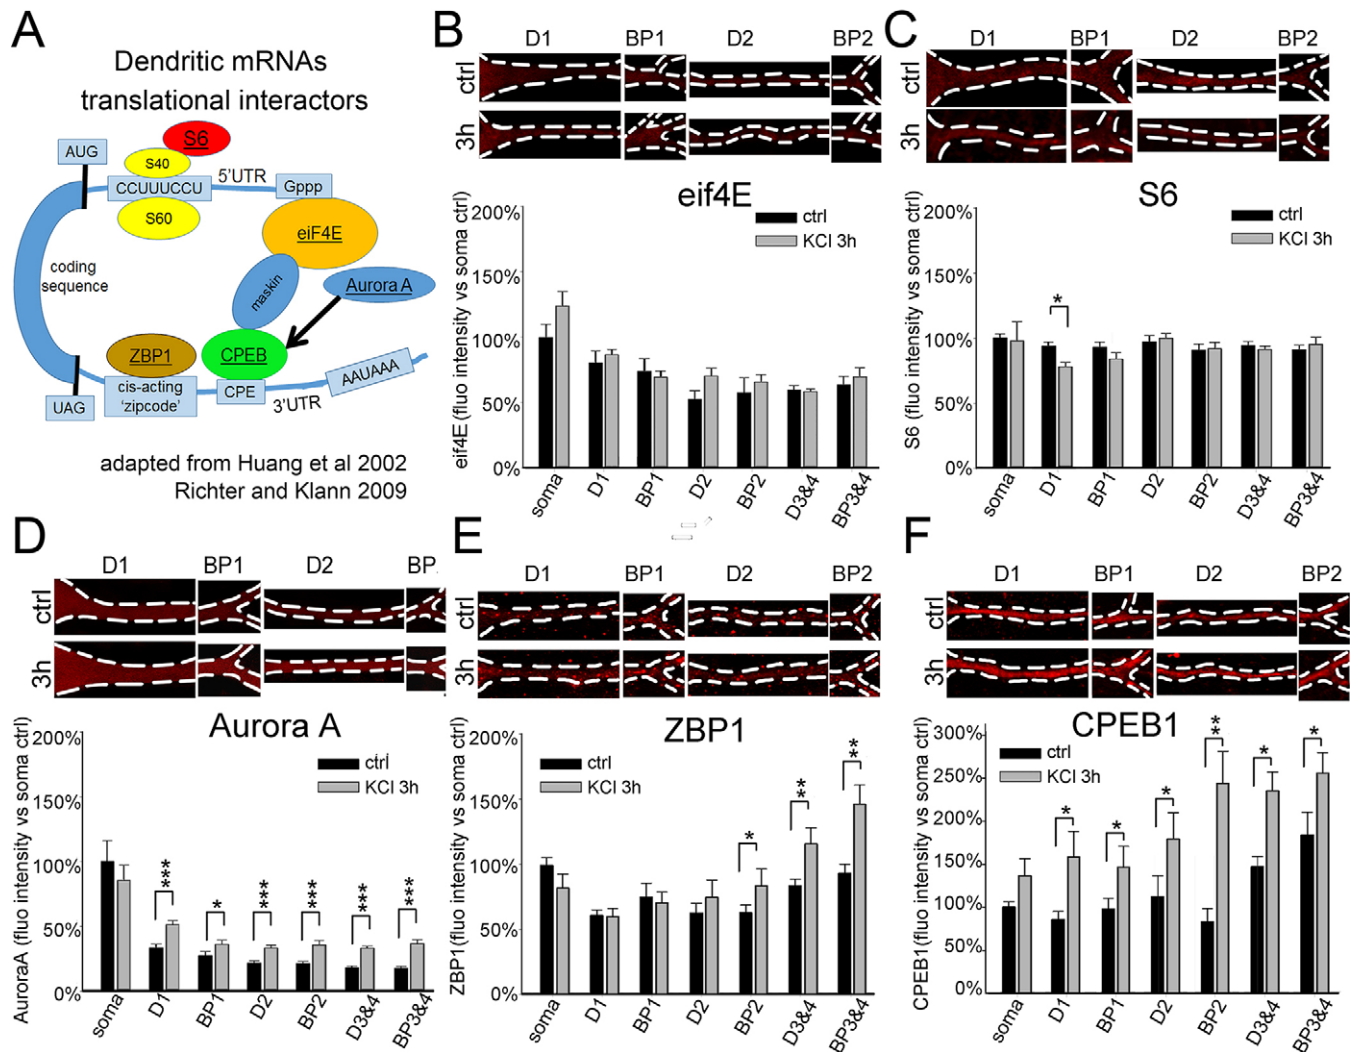 A
Dendritic mRNAs
translational interactors
S6
AUG
S40
CCUUUCCU
5'UTR
Gppp
S60
eiF4E
coding
sequence
maskin
Aurora A
ZBP1
CPEB
cis-acting
'zipcode'
CPE
AAUAAA
UAG
3'UTR
adapted from Huang et al 2002
Richter and Klann 2009
B
D1 BP1 D2 BP2
ctrl
3h
eif4E
eif4E (fluo intensity vs soma ctrl)
200%
150%
100%
50%
0%
ctrl
KCl 3h
soma D1 BP1 D2 BP2 D3&4 BP3&4
C
D1 BP1 D2 BP2
ctrl
3h
S6
S6 (fluo intensity vs soma ctrl)
200%
150%
100%
50%
0%
ctrl
KCl 3h
*
soma D1 BP1 D2 BP2 D3&4 BP3&4
D
D1 BP1 D2 BP.
ctrl
3h
Aurora A
AuroraA (fluo intensity vs soma ctrl)
200%
150%
100%
50%
0%
ctrl
KCl 3h
*** * *** *** *** ***
soma D1 BP1 D2 BP2 D3&4 BP3&4
E
D1 BP1 D2 BP2
ctrl
3h
ZBP1
ZBP1 (fluo intensity vs soma ctrl)
200%
150%
100%
50%
0%
ctrl
KCl 3h
* ** **
soma D1 BP1 D2 BP2 D3&4 BP3&4
F
D1 BP1 D2 BP2
ctrl
3h
CPEB1
CPEB1 (fluo intensity vs soma ctrl)
300%
250%
200%
150%
100%
50%
0%
ctrl
KCl 3h
* * * ** * *
soma D1 BP1 D2 BP2 D3&4 BP3&4